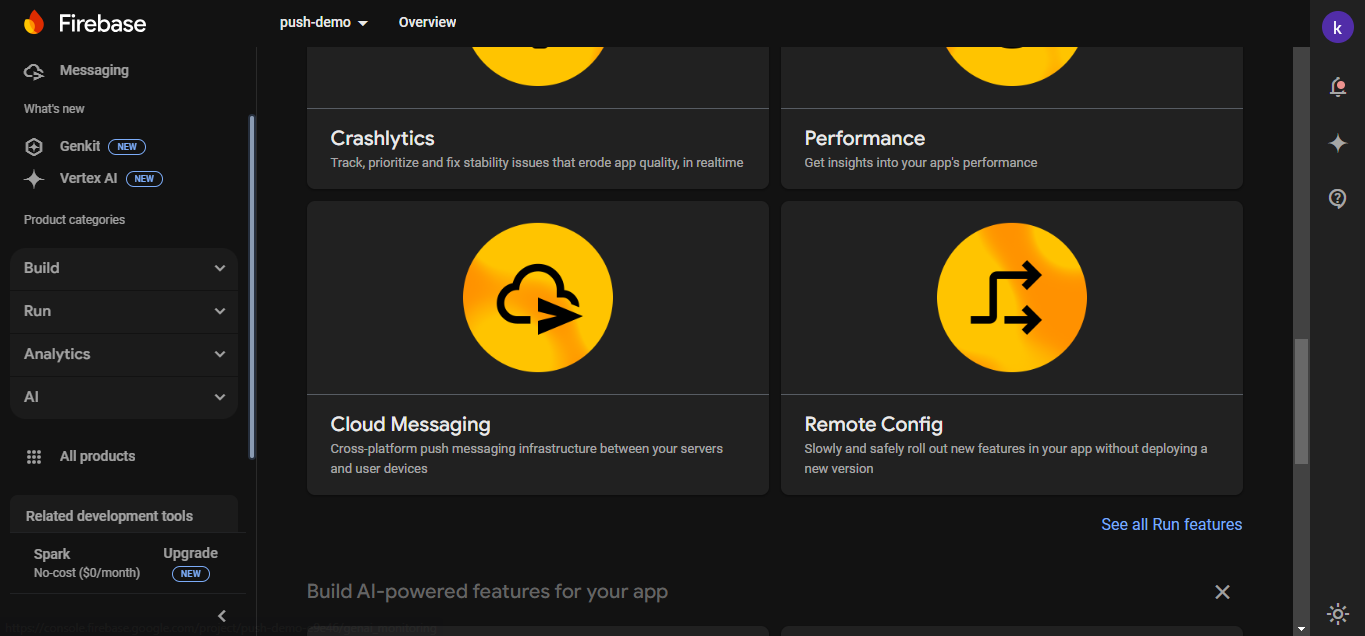 Firebase
push-demo
Overview
k
Messaging
What's new
Genkit NEW
Vertex AI NEW
Product categories
Build
Run
Analytics
AI
All products
Related development tools
Spark
No-cost ($0/month)
Upgrade
NEW
Crashlytics
Track, prioritize and fix stability issues that erode app quality, in realtime
Performance
Get insights into your app's performance
Cloud Messaging
Cross-platform push messaging infrastructure between your servers
and user devices
Remote Config
Slowly and safely roll out new features in your app without deploying a
new version
See all Run features
Build AI-powered features for your app